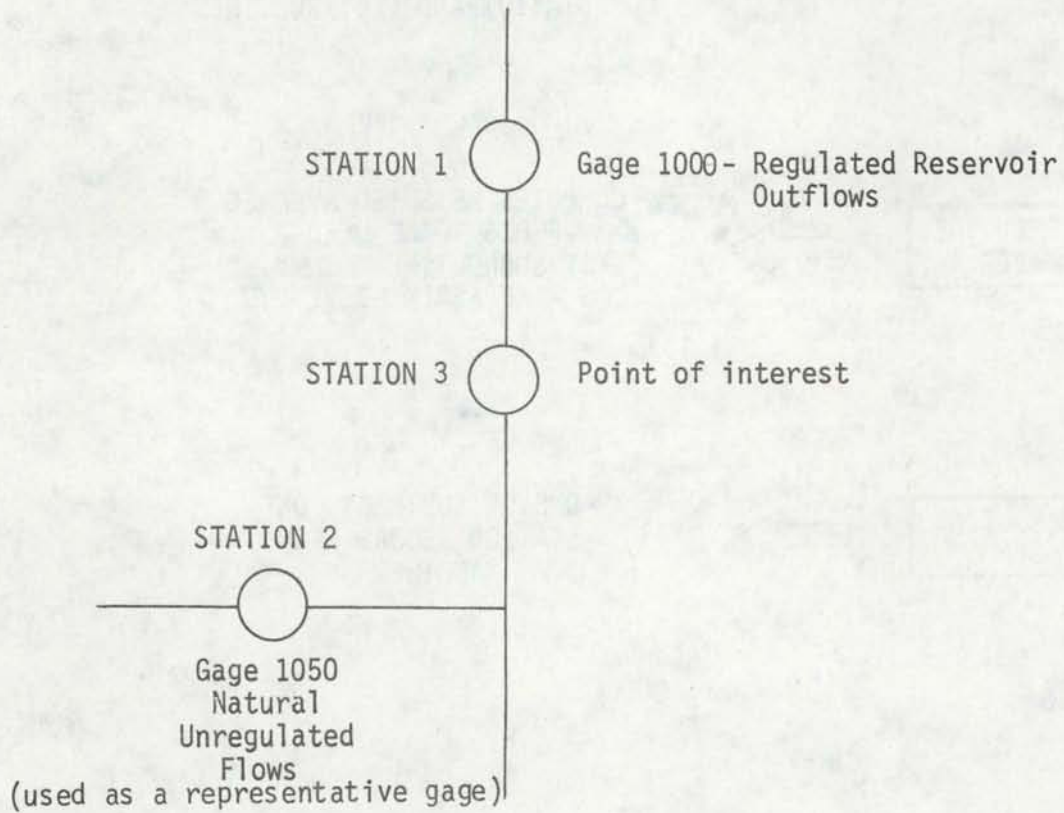 STATION 1
Gage 1000- Regulated Reservoir
Outflows
STATION 3
Point of interest
STATION 2
Gage 1050
Natural
Unregulated
Flows
(used as a representative gage)